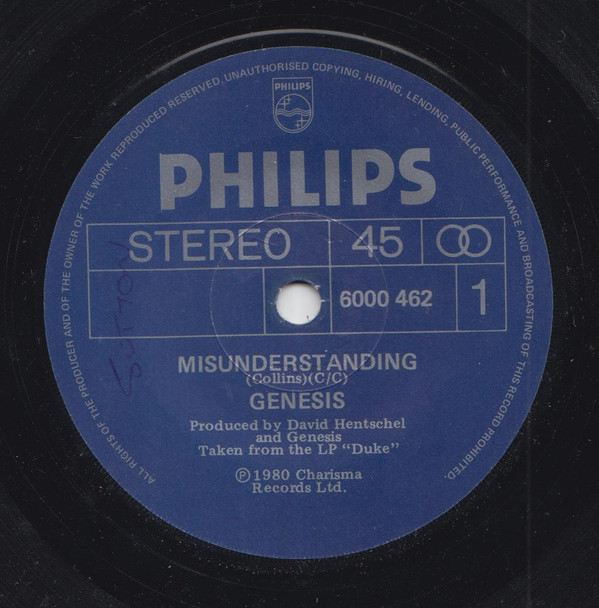 ALL RIGHTS OF THE PRODUCER AND OF THE OWNER OF THE WORK REPRODUCED RESERVED, UNAUTHORISED COPYING, HIRING, LENDING, PUBLIC PERFORMANCE AND BROADCASTING OF THIS RECORD PROHIBITED.
PHILIPS
PHILIPS
STEREO 45
6000 462 1
SUTTON
MISUNDERSTANDING
(Collins)(C/C)
GENESIS
Produced by David Hentschel
and Genesis
Taken from the LP “Duke”
Ⓟ1980 Charisma
Records Ltd.